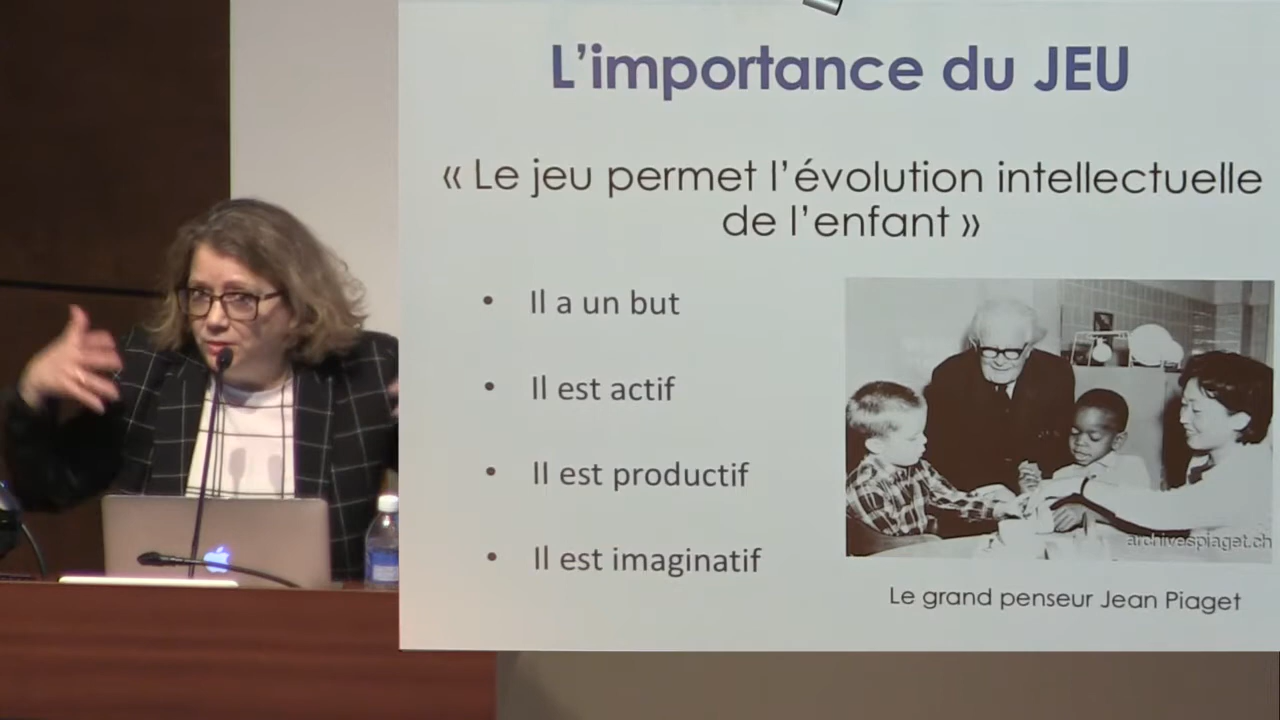 L'importance du JEU
« Le jeu permet l'évolution intellectuelle
de l'enfant »
• Il a un but
• Il est actif
• Il est productif
• Il est imaginatif
archivespiaget.ch
Le grand penseur Jean Piaget